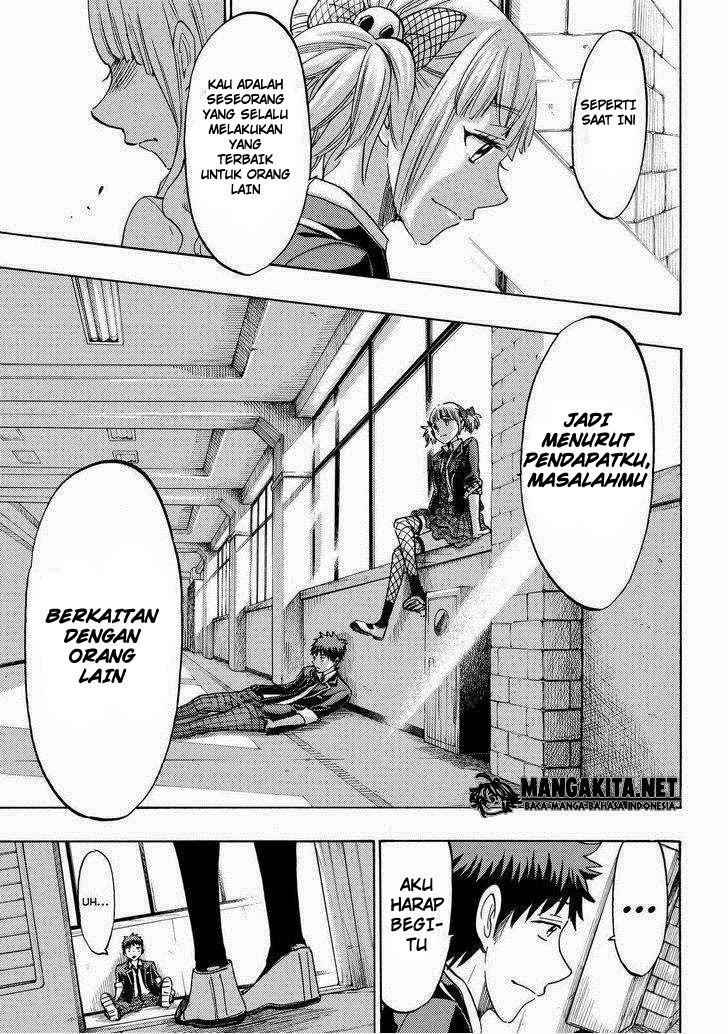 SEPERTI
SAAT INI
KAU ADALAH
SESEORANG
YANG SELALU
MELAKUKAN
YANG
TERBAIK
UNTUK ORANG
LAIN
JADI
MENURUT
PENDAPATKU,
MASALAHMU
BERKAITAN
DENGAN
ORANG
LAIN
MANGAKITA.NET
BACA MANGA BAHASA INDONESIA
...
AKU
HARAP
BEGI-
TU
UH...